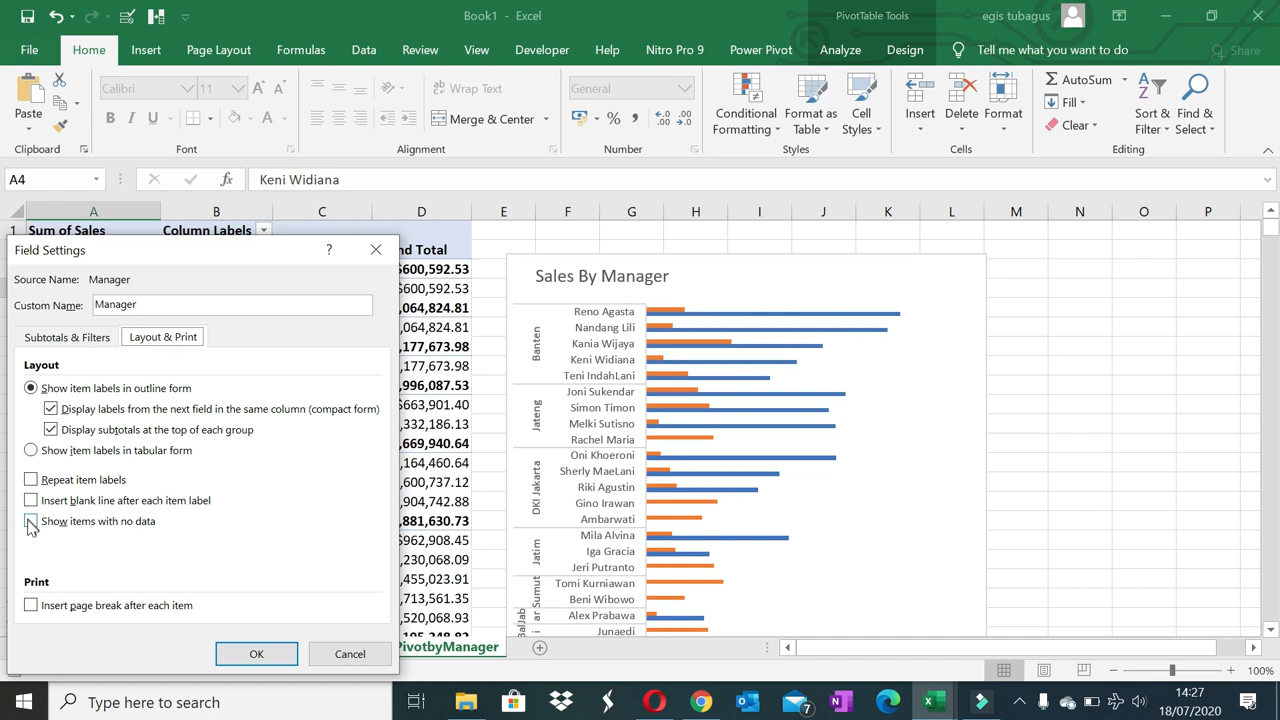 Book1 - Excel
PivotTable Tools
egis tubagus
File Home Insert Page Layout Formulas Data Review View Developer Help Nitro Pro 9 Power Pivot Analyze Design Tell me what you want to do Share
Paste
Calibri 11
B I U
Wrap Text
Merge & Center
General
Conditional Formatting
Format as Table
Cell Styles
Insert
Delete
Format
AutoSum
Fill
Clear
Sort & Filter
Find & Select
Clipboard Font Alignment Number Styles Cells Editing
A4 fx Keni Widiana
A B C D E F G H I J K L M N O P
1 Sum of Sales Column Labels
nd Total
$600,592.53
$600,592.53
,064,824.81
,064,824.81
,177,673.98
,177,673.98
,996,087.53
$663,901.40
,332,186.13
,669,940.64
,164,460.64
$600,737.12
,904,742.88
,881,630.73
$962,908.45
,230,068.09
,455,023.91
,713,561.35
,520,068.93
Field Settings ?
Source Name: Manager
Custom Name: Manager
Subtotals & Filters Layout & Print
Layout
Show item labels in outline form
Display labels from the next field in the same column (compact form)
Display subtotals at the top of each group
Show item labels in tabular form
Repeat item labels
Insert blank line after each item label
Show items with no data
Print
Insert page break after each item
OK Cancel
Sales By Manager
Banten
Reno Agasta
Nandang Lili
Kania Wijaya
Keni Widiana
Teni IndahLani
Jateng
Joni Sukendar
Simon Timon
Melki Sutisno
Rachel Maria
DKI Jakarta
Oni Khoeroni
Sherly MaeLani
Riki Agustin
Gino Irawan
Ambarwati
Jatim
Mila Alvina
Iga Gracia
Jeri Putranto
Sumut
Tomi Kurniawan
Beni Wibowo
Alex Prabawa
Junaedi
PivotbyManager
100%
Type here to search
7
14:27
18/07/2020